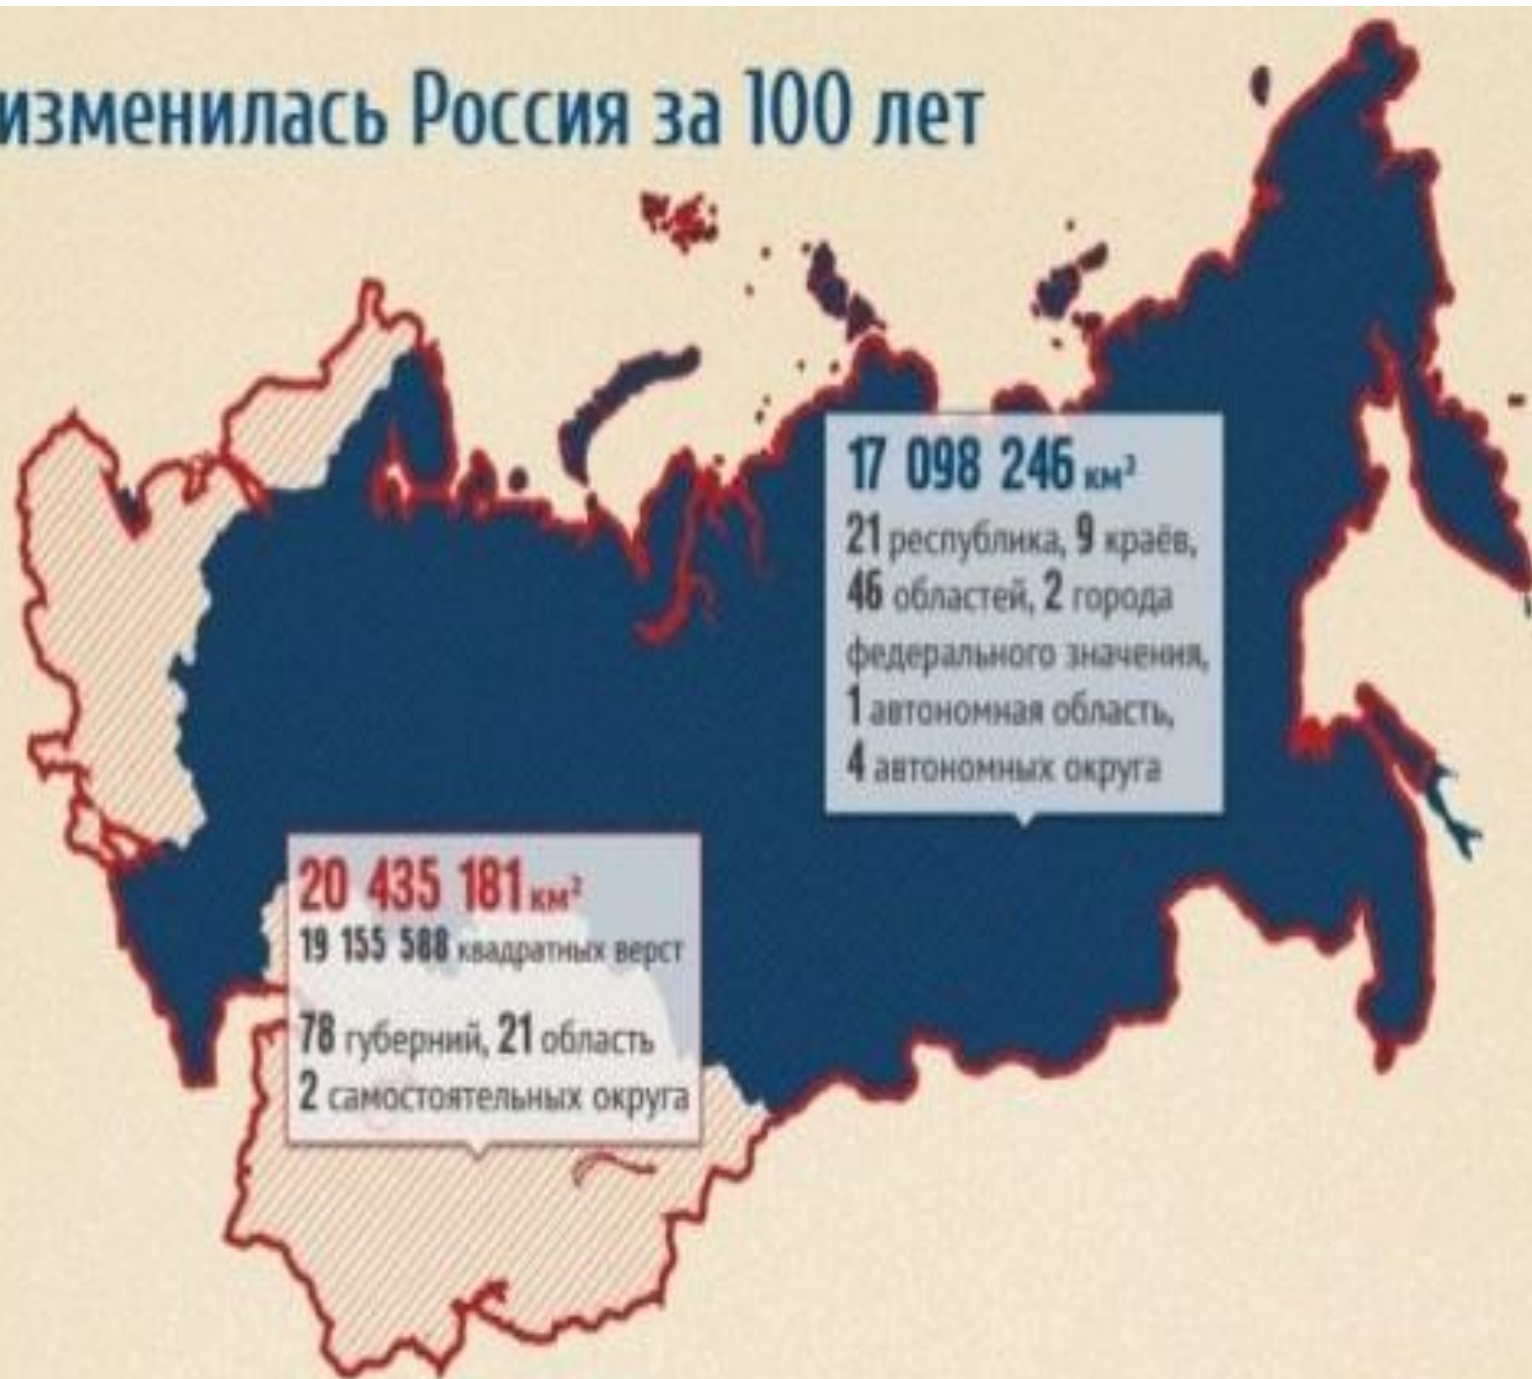 изменилась Россия за 100 лет
17 098 246 км²
21 республика, 9 краёв,
46 областей, 2 города
федерального значения,
1 автономная область,
4 автономных округа
20 435 181 км²
19 155 588 квадратных верст
78 губерний, 21 область
2 самостоятельных округа